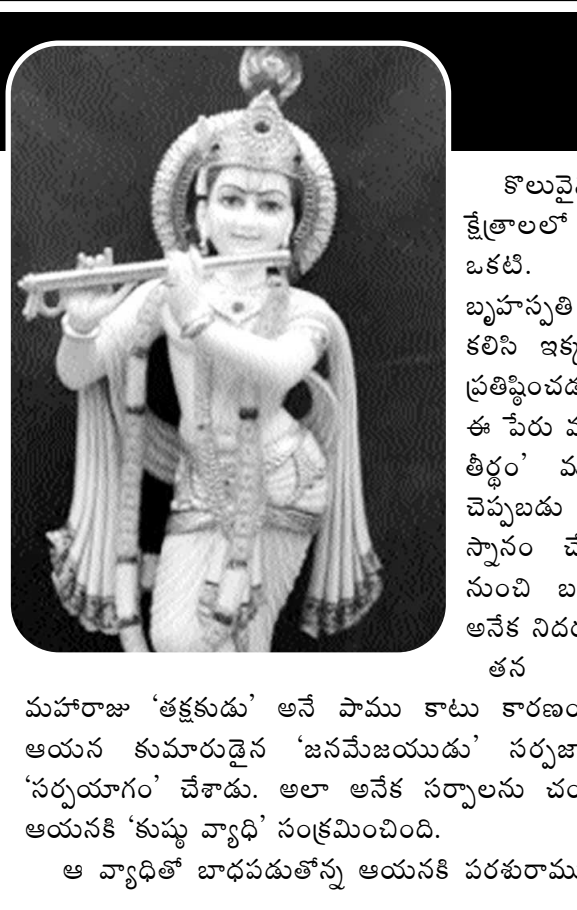 కొలువై
క్షేత్రాలలో
ఒకటి.
బృహస్పతి
కలిసి ఇక్క
ప్రతిష్ఠించడ
ఈ పేరు వ
తీర్థం’ మ
చెప్పబడు
స్నానం చే
నుంచి బ
అనేక నిదర
తన
మహారాజు ‘తక్షకుడు’ అనే పాము కాటు కారణం
ఆయన కుమారుడైన ‘జనమేజయుడు’ సర్పజా
‘సర్పయాగం’ చేశాడు. అలా అనేక సర్పాలను చం
ఆయనకి ‘కుష్ఠు వ్యాధి’ సంక్రమించింది.
ఆ వ్యాధితో బాధపడుతోన్న ఆయనకి పరశురాము